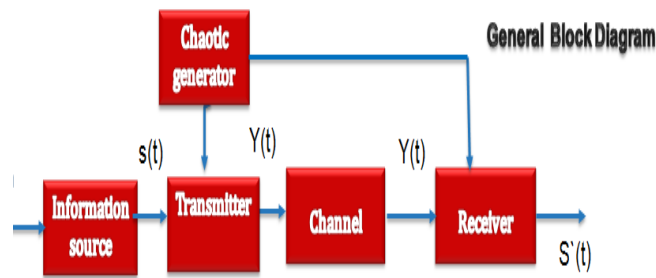 General Block Diagram
Chaotic
generator
s(t)
Y(t)
Y(t)
Information
source
Transmitter
Channel
Receiver
S`(t)